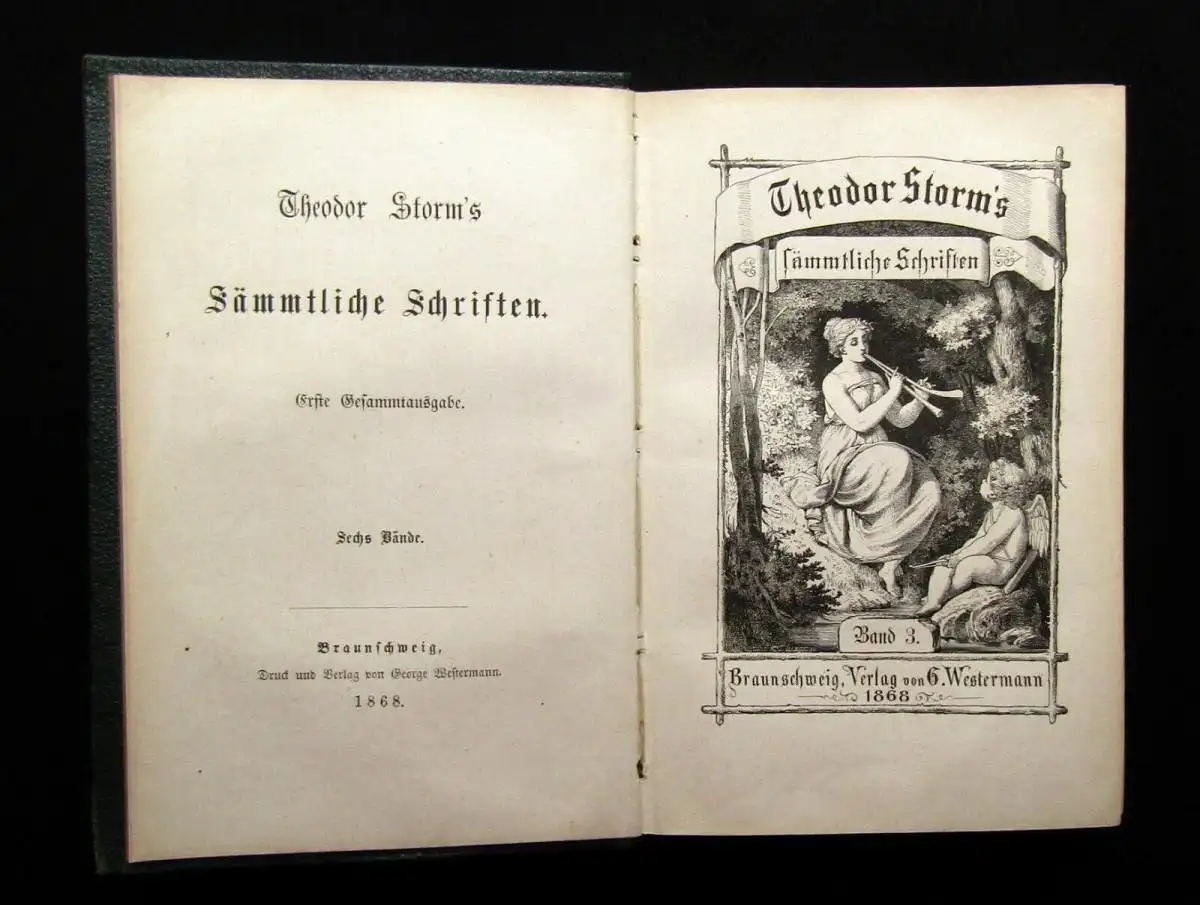 Theodor Storm's
Sämmtliche Schriften.
Erste Gesammtausgabe.
Sechs Bände.
Braunschweig,
Druck und Verlag von George Westermann.
1868.
Theodor Storm's
sämmtliche Schriften
Band 3.
Braunschweig, Verlag von G. Westermann
1868